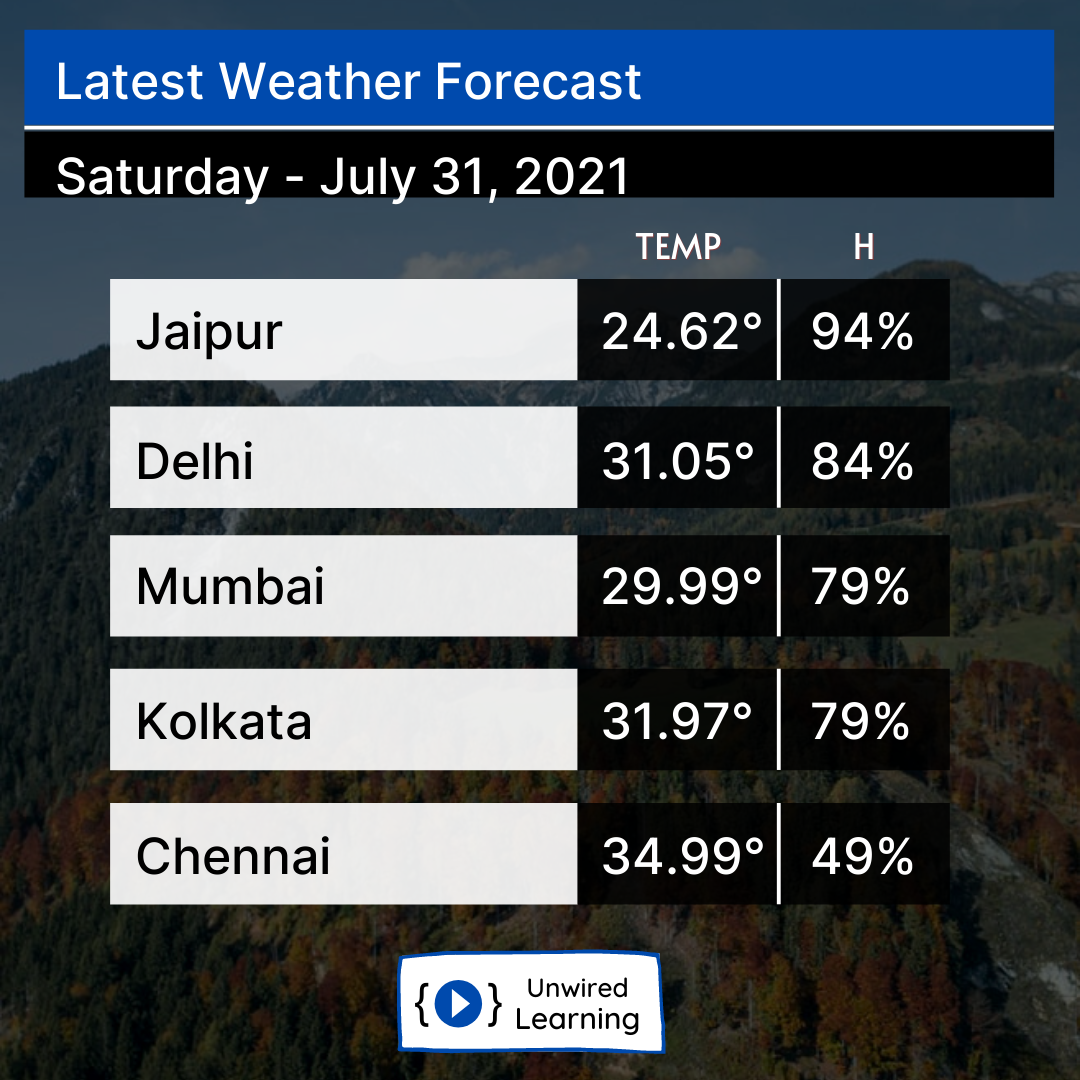 Latest Weather Forecast
Saturday - July 31, 2021
TEMP H
Jaipur 24.62° 94%
Delhi 31.05° 84%
Mumbai 29.99° 79%
Kolkata 31.97° 79%
Chennai 34.99° 49%
{ } Unwired
Learning